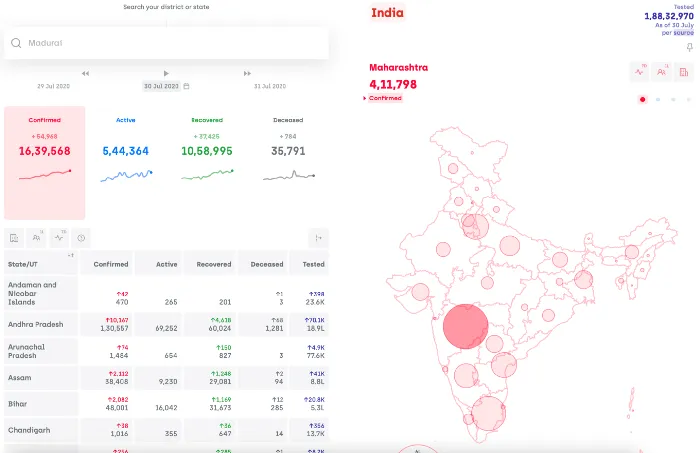 Search your district or state
Madurai
29 Jul 2020
30 Jul 2020
31 Jul 2020
Confirmed
+ 54,968
16,39,568
Active
5,44,364
Recovered
+ 37,425
10,58,995
Deceased
+ 784
35,791
State/UT Confirmed Active Recovered Deceased Tested
Andaman and Nicobar Islands ↑42 470 265 201 ↑1 3 ↑398 23.6K
Andhra Pradesh ↑10,167 1,30,557 69,252 ↑4,618 60,024 ↑68 1,281 ↑70.1K 18.9L
Arunachal Pradesh ↑74 1,484 654 ↑150 827 3 ↑4.9K 77.6K
Assam ↑2,112 38,408 9,230 ↑1,248 29,081 ↑2 94 ↑41K 8.8L
Bihar ↑2,082 48,001 16,042 ↑1,169 31,673 ↑12 285 ↑20.8K 5.3L
Chandigarh ↑38 1,016 355 ↑36 647 14 ↑356 13.7K
India
Tested
1,88,32,970
As of 30 July
per source
Maharashtra
4,11,798
Confirmed